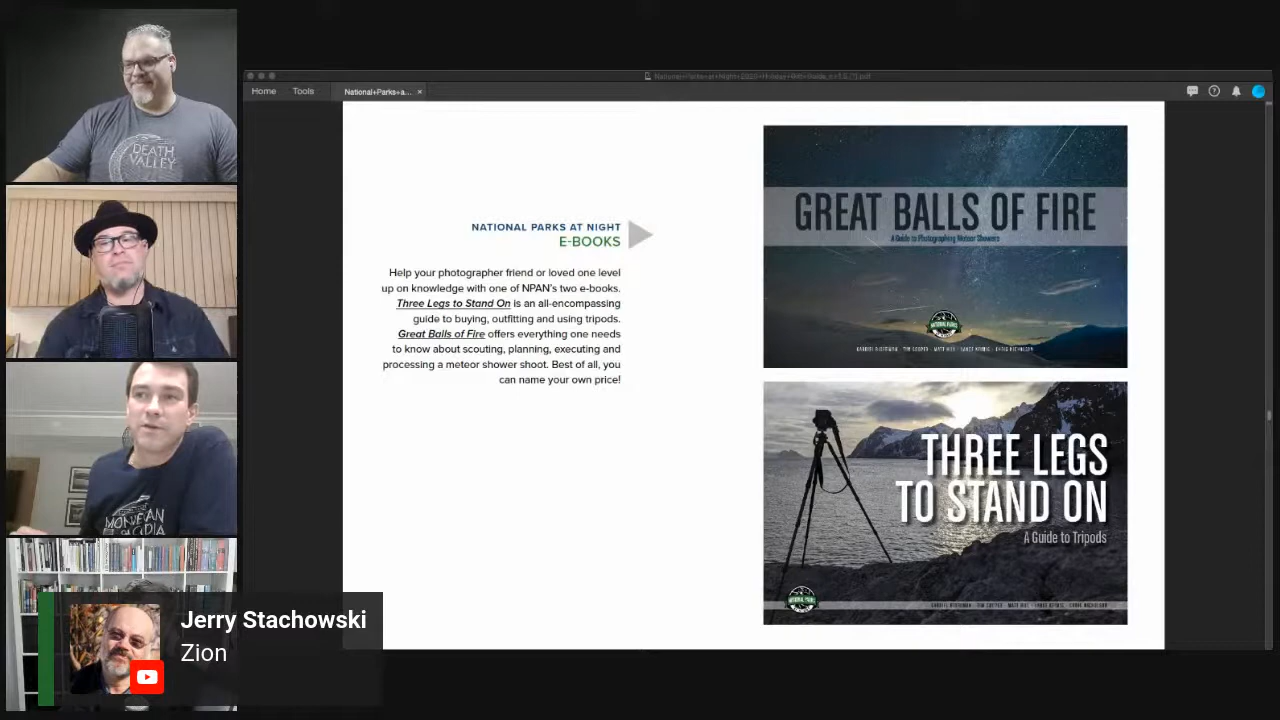 DEATH
VALLEY
Home
Tools
National+Parks+a...
NATIONAL PARKS AT NIGHT
E-BOOKS
Help your photographer friend or loved one level
up on knowledge with one of NPAN's two e-books.
Three Legs to Stand On is an all-encompassing
guide to buying, outfitting and using tripods.
Great Balls of Fire offers everything one needs
to know about scouting, planning, executing and
processing a meteor shower shoot. Best of all, you
can name your own price!
GREAT BALLS OF FIRE
A Guide to Photographing Meteor Showers
NATIONAL PARKS
THREE LEGS
TO STAND ON
A Guide to Tripods
NATIONAL PARKS
Jerry Stachowski
Zion